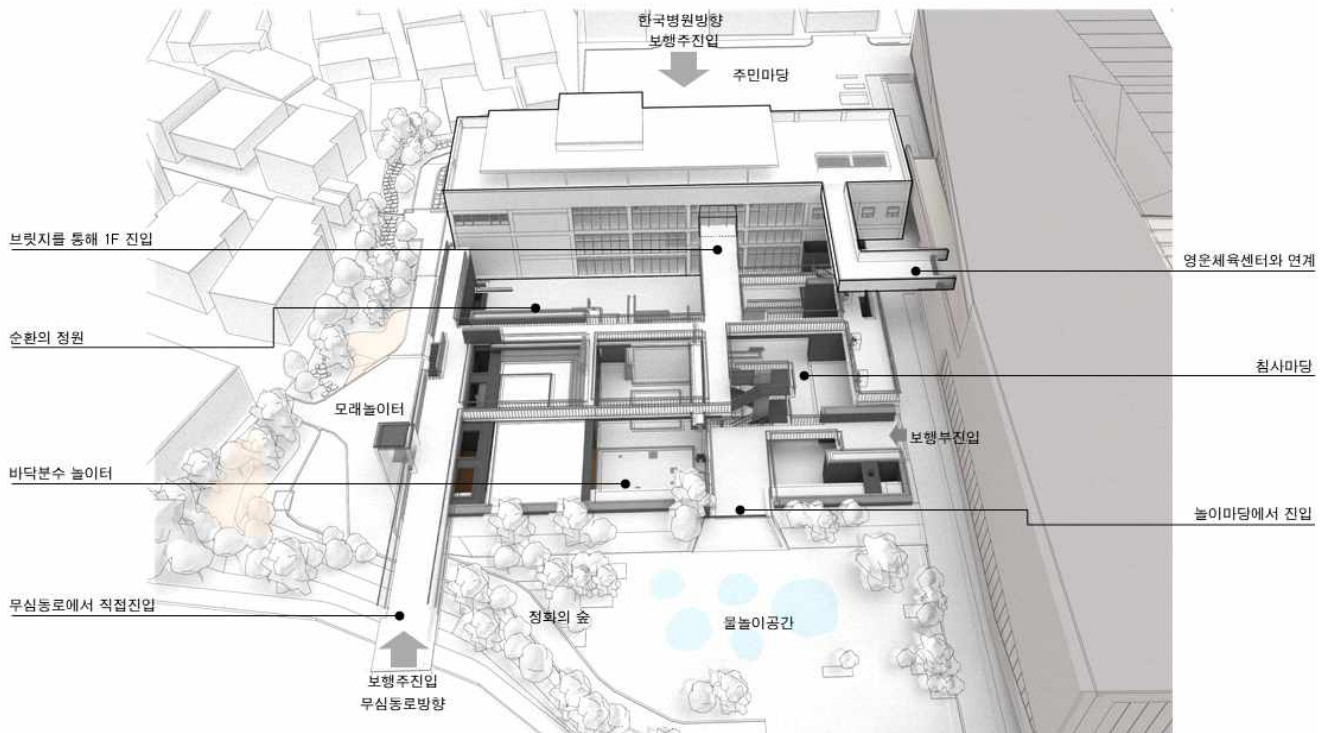 한국병원방향
보행주진입
주민마당
브릿지를 통해 1F 진입
영운체육센터와 연계
순환의 정원
침사마당
모래놀이터
보행부진입
바닥분수 놀이터
놀이마당에서 진입
무심동로에서 직접진입
정화의 숲
물놀이공간
보행주진입
무심동로방향